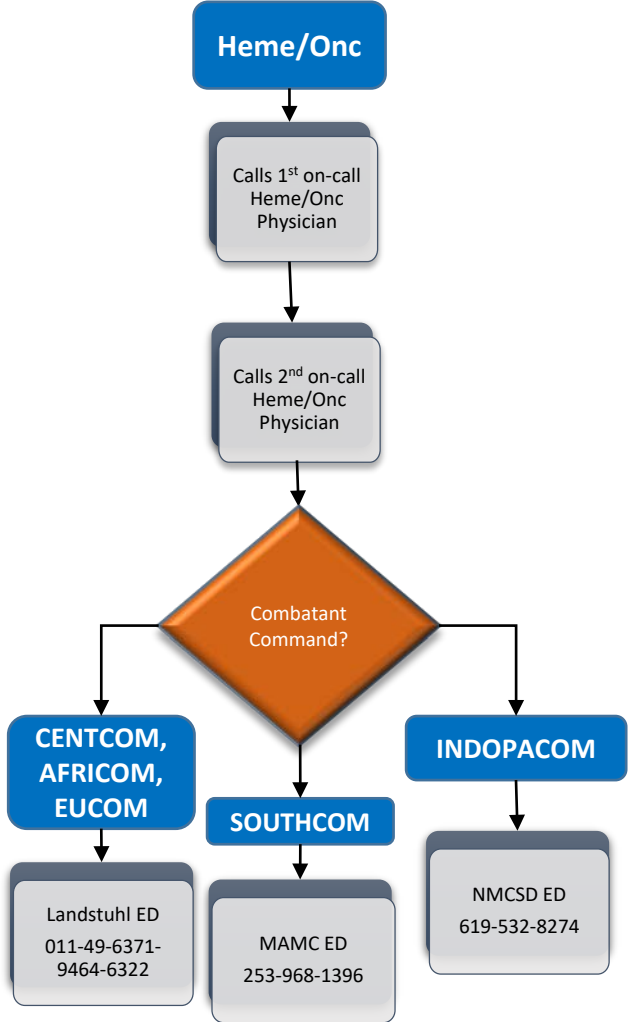 Heme/Onc
Calls 1st on-call
Heme/Onc
Physician
Calls 2nd on-call
Heme/Onc
Physician
Combatant
Command?
CENTCOM,
AFRICOM,
EUCOM
SOUTHCOM
INDOPACOM
Landstuhl ED
011-49-6371-
9464-6322
MAMC ED
253-968-1396
NMCSD ED
619-532-8274